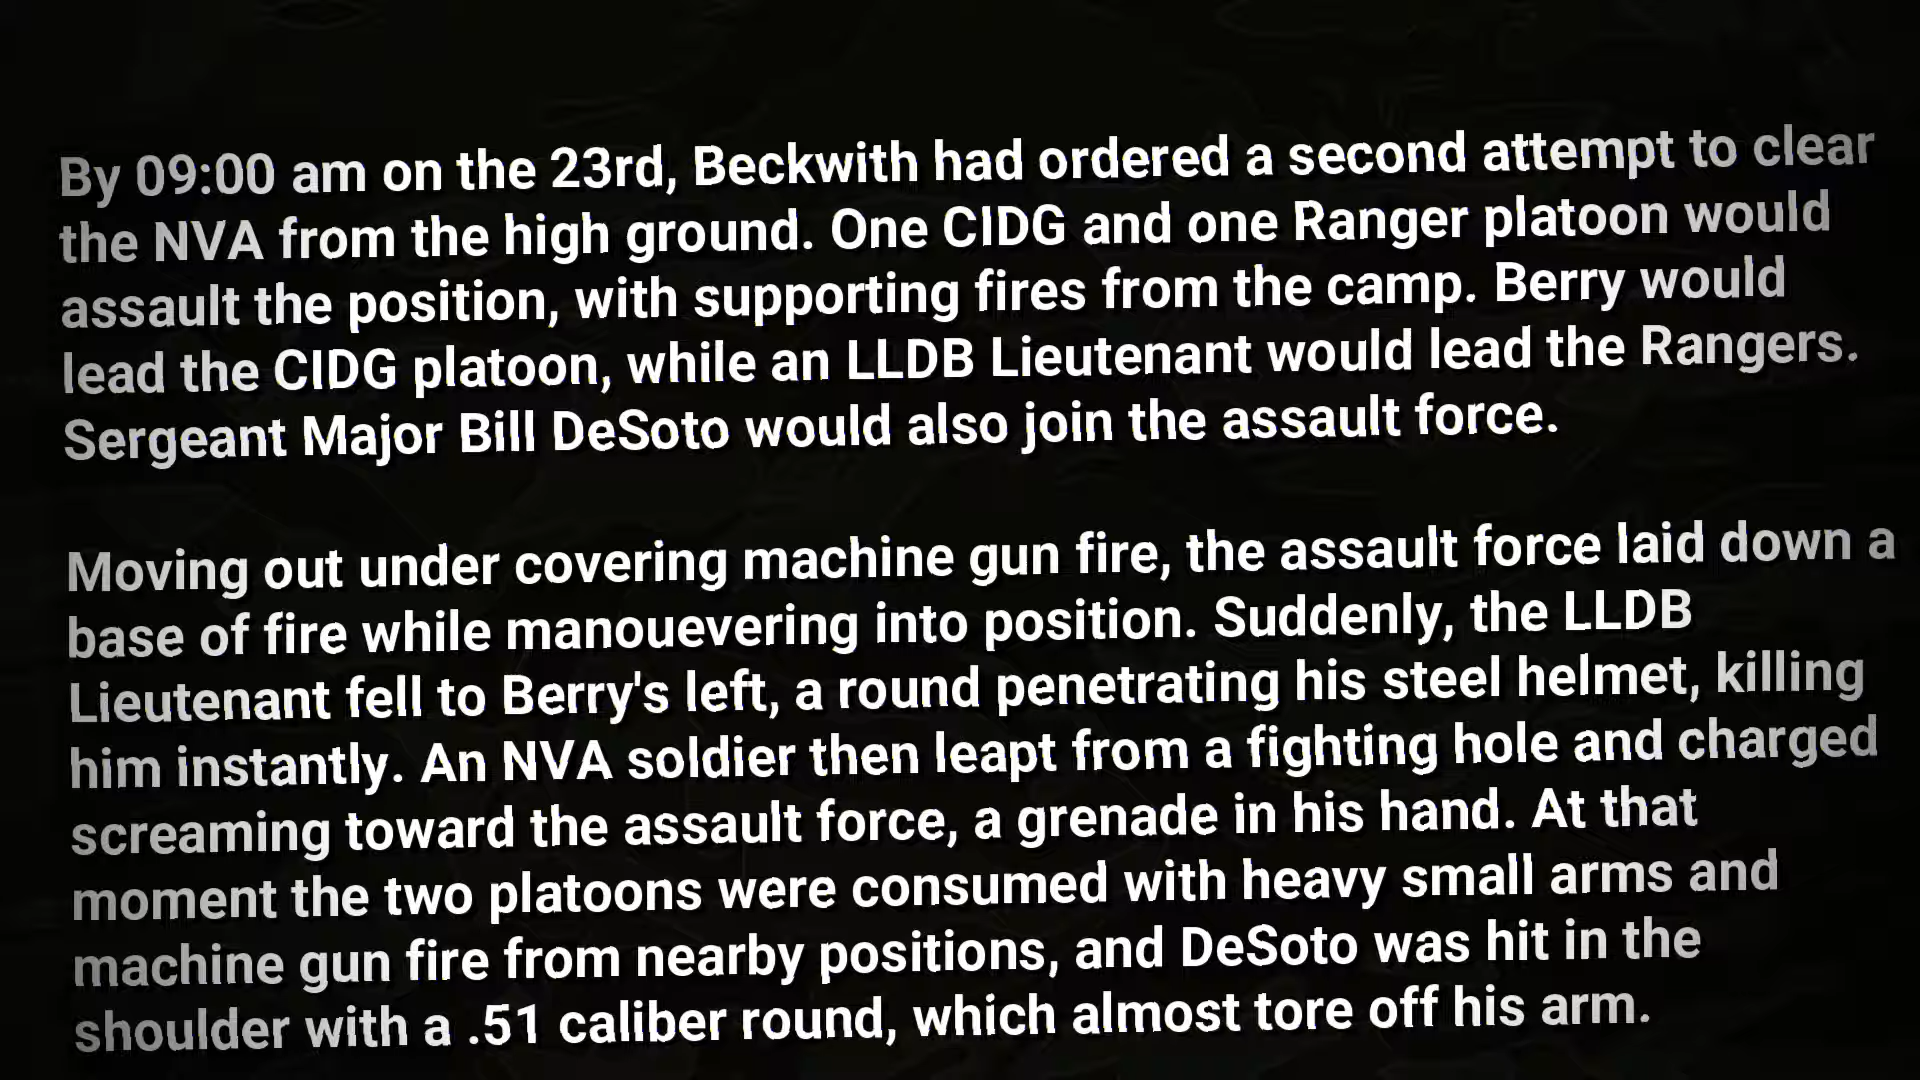 By 09:00 am on the 23rd, Beckwith had ordered a second attempt to clear
the NVA from the high ground. One CIDG and one Ranger platoon would
assault the position, with supporting fires from the camp. Berry would
lead the CIDG platoon, while an LLDB Lieutenant would lead the Rangers.
Sergeant Major Bill DeSoto would also join the assault force.
Moving out under covering machine gun fire, the assault force laid down a
base of fire while manouevering into position. Suddenly, the LLDB
Lieutenant fell to Berry's left, a round penetrating his steel helmet, killing
him instantly. An NVA soldier then leapt from a fighting hole and charged
screaming toward the assault force, a grenade in his hand. At that
moment the two platoons were consumed with heavy small arms and
machine gun fire from nearby positions, and DeSoto was hit in the
shoulder with a .51 caliber round, which almost tore off his arm.